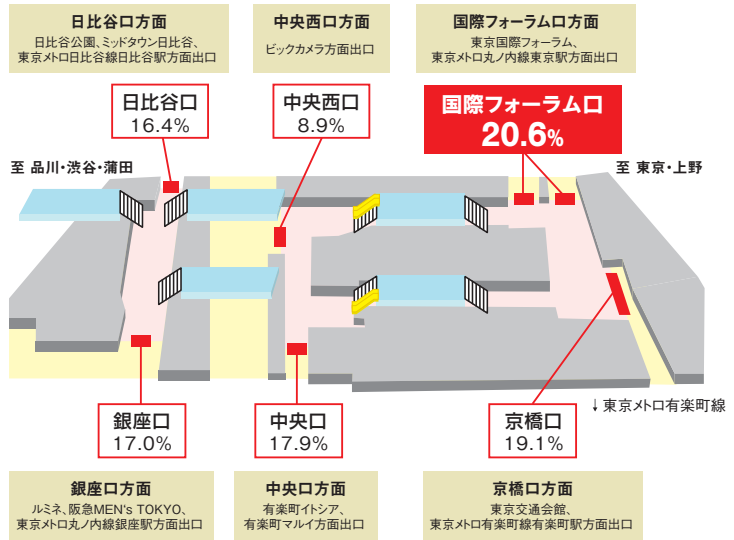 日比谷口方面
日比谷公園、ミッドタウン日比谷、
東京メトロ日比谷線日比谷駅方面出口
中央西口方面
ビックカメラ方面出口
国際フォーラム口方面
東京国際フォーラム、
東京メトロ丸ノ内線東京駅方面出口
日比谷口
16.4%
中央西口
8.9%
国際フォーラム口
20.6%
至 品川・渋谷・蒲田
至 東京・上野
↓東京メトロ有楽町線
銀座口
17.0%
中央口
17.9%
京橋口
19.1%
銀座口方面
ルミネ、阪急MEN's TOKYO、
東京メトロ丸ノ内線銀座駅方面出口
中央口方面
有楽町イトシア、
有楽町マルイ方面出口
京橋口方面
東京交通会館、
東京メトロ有楽町線有楽町駅方面出口